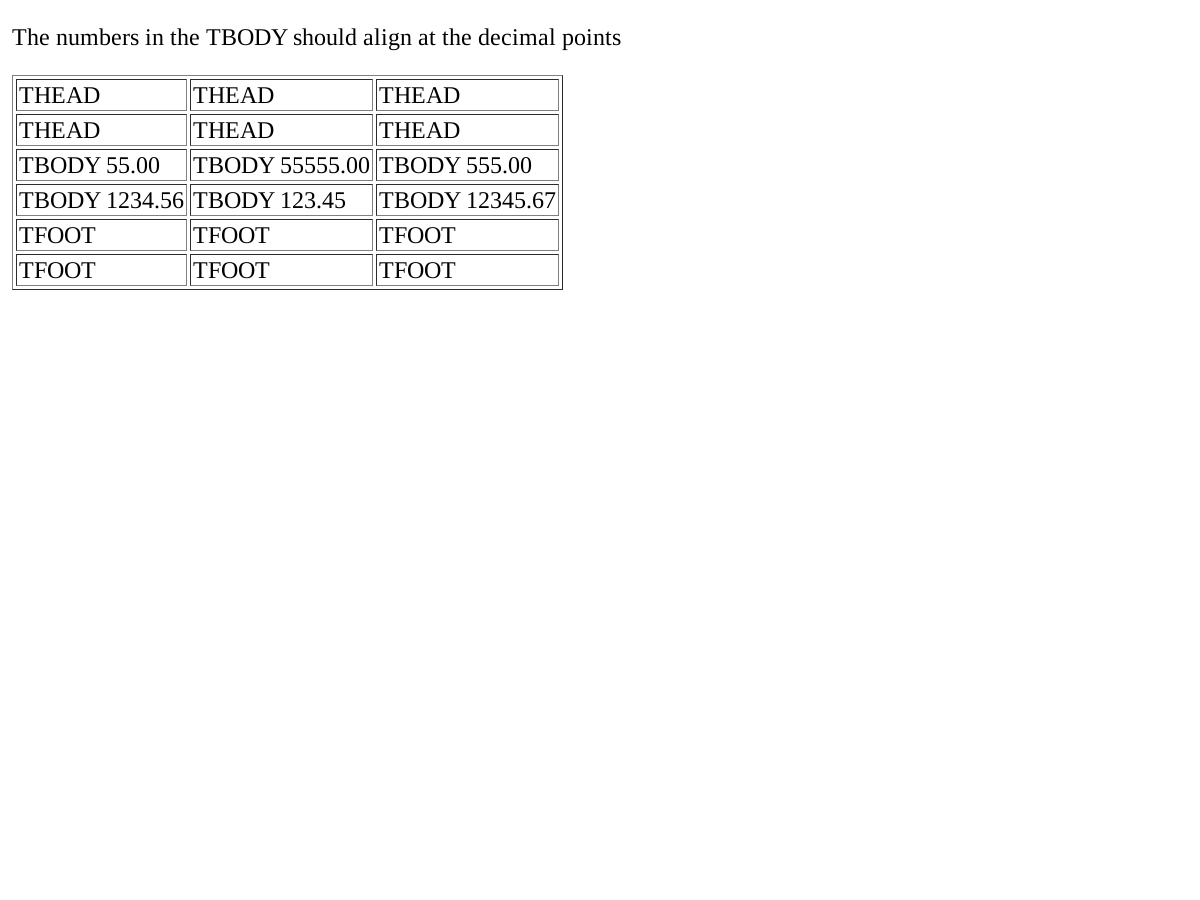 The numbers in the TBODY should align at the decimal points
THEAD THEAD THEAD
THEAD THEAD THEAD
TBODY 55.00 TBODY 55555.00 TBODY 555.00
TBODY 1234.56 TBODY 123.45 TBODY 12345.67
TFOOT TFOOT TFOOT
TFOOT TFOOT TFOOT